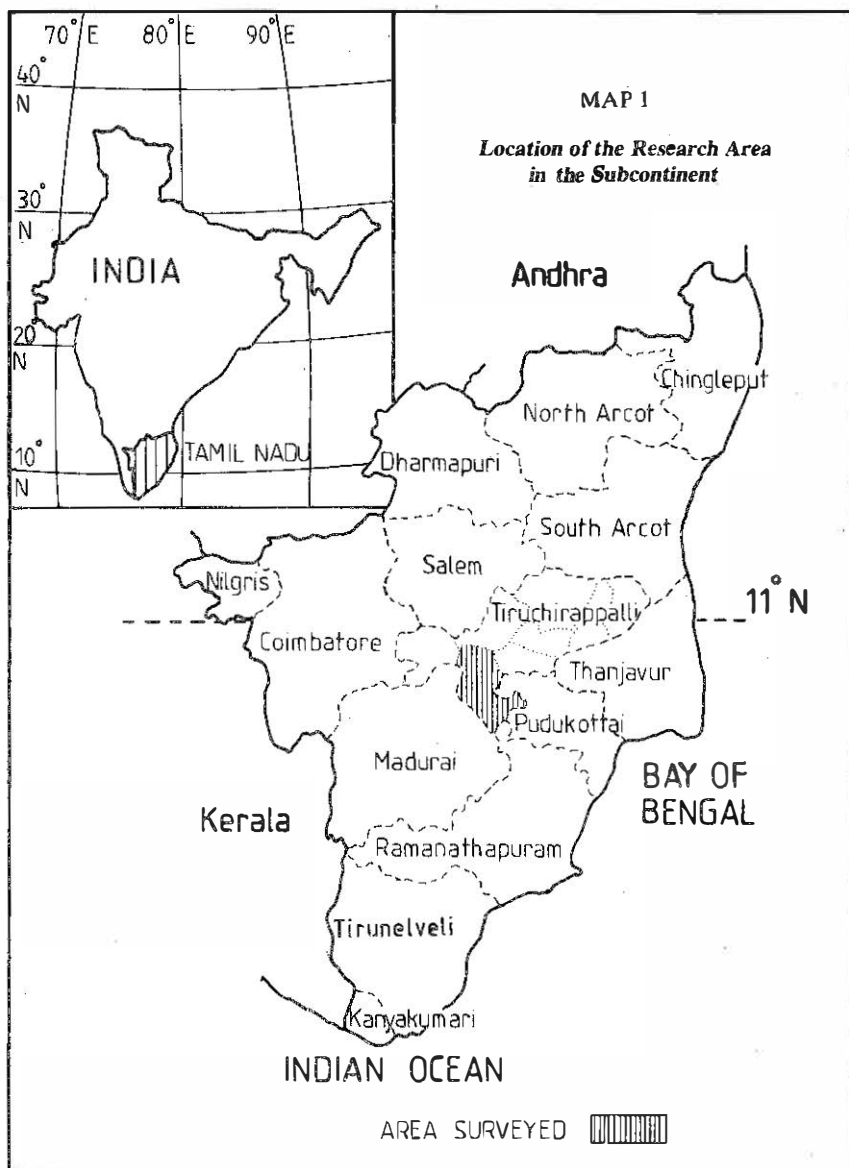 70° E 80° E 90° E
40°
N
30°
N
INDIA
20°
N
TAMIL NADU
10°
N
MAP 1
Location of the Research Area
in the Subcontinent
Andhra
Chingleput
North Arcot
Dharmapuri
South Arcot
Salem
Nilgris
Tiruchirappalli
11° N
Coimbatore
Thanjavur
Pudukottai
Madurai
BAY OF
BENGAL
Kerala
Ramanathapuram
Tirunelveli
Kanyakumari
INDIAN OCEAN
AREA SURVEYED